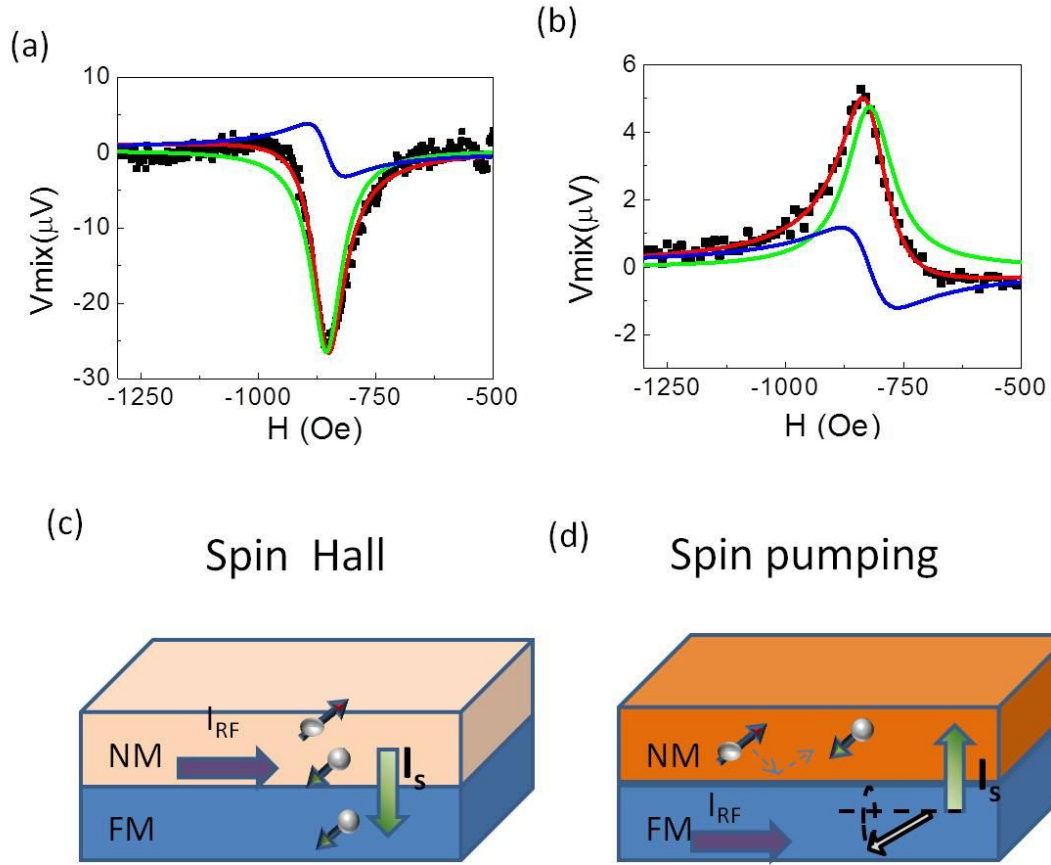 (a)
10
0
-10
-20
-30
Vmix(μV)
-1250 -1000 -750 -500
H (Oe)
(b)
6
4
2
0
-2
Vmix(μV)
-1250 -1000 -750 -500
H (Oe)
(c)
Spin Hall
I_RF
NM
I_s
FM
(d)
Spin pumping
NM
I_s
I_RF
FM